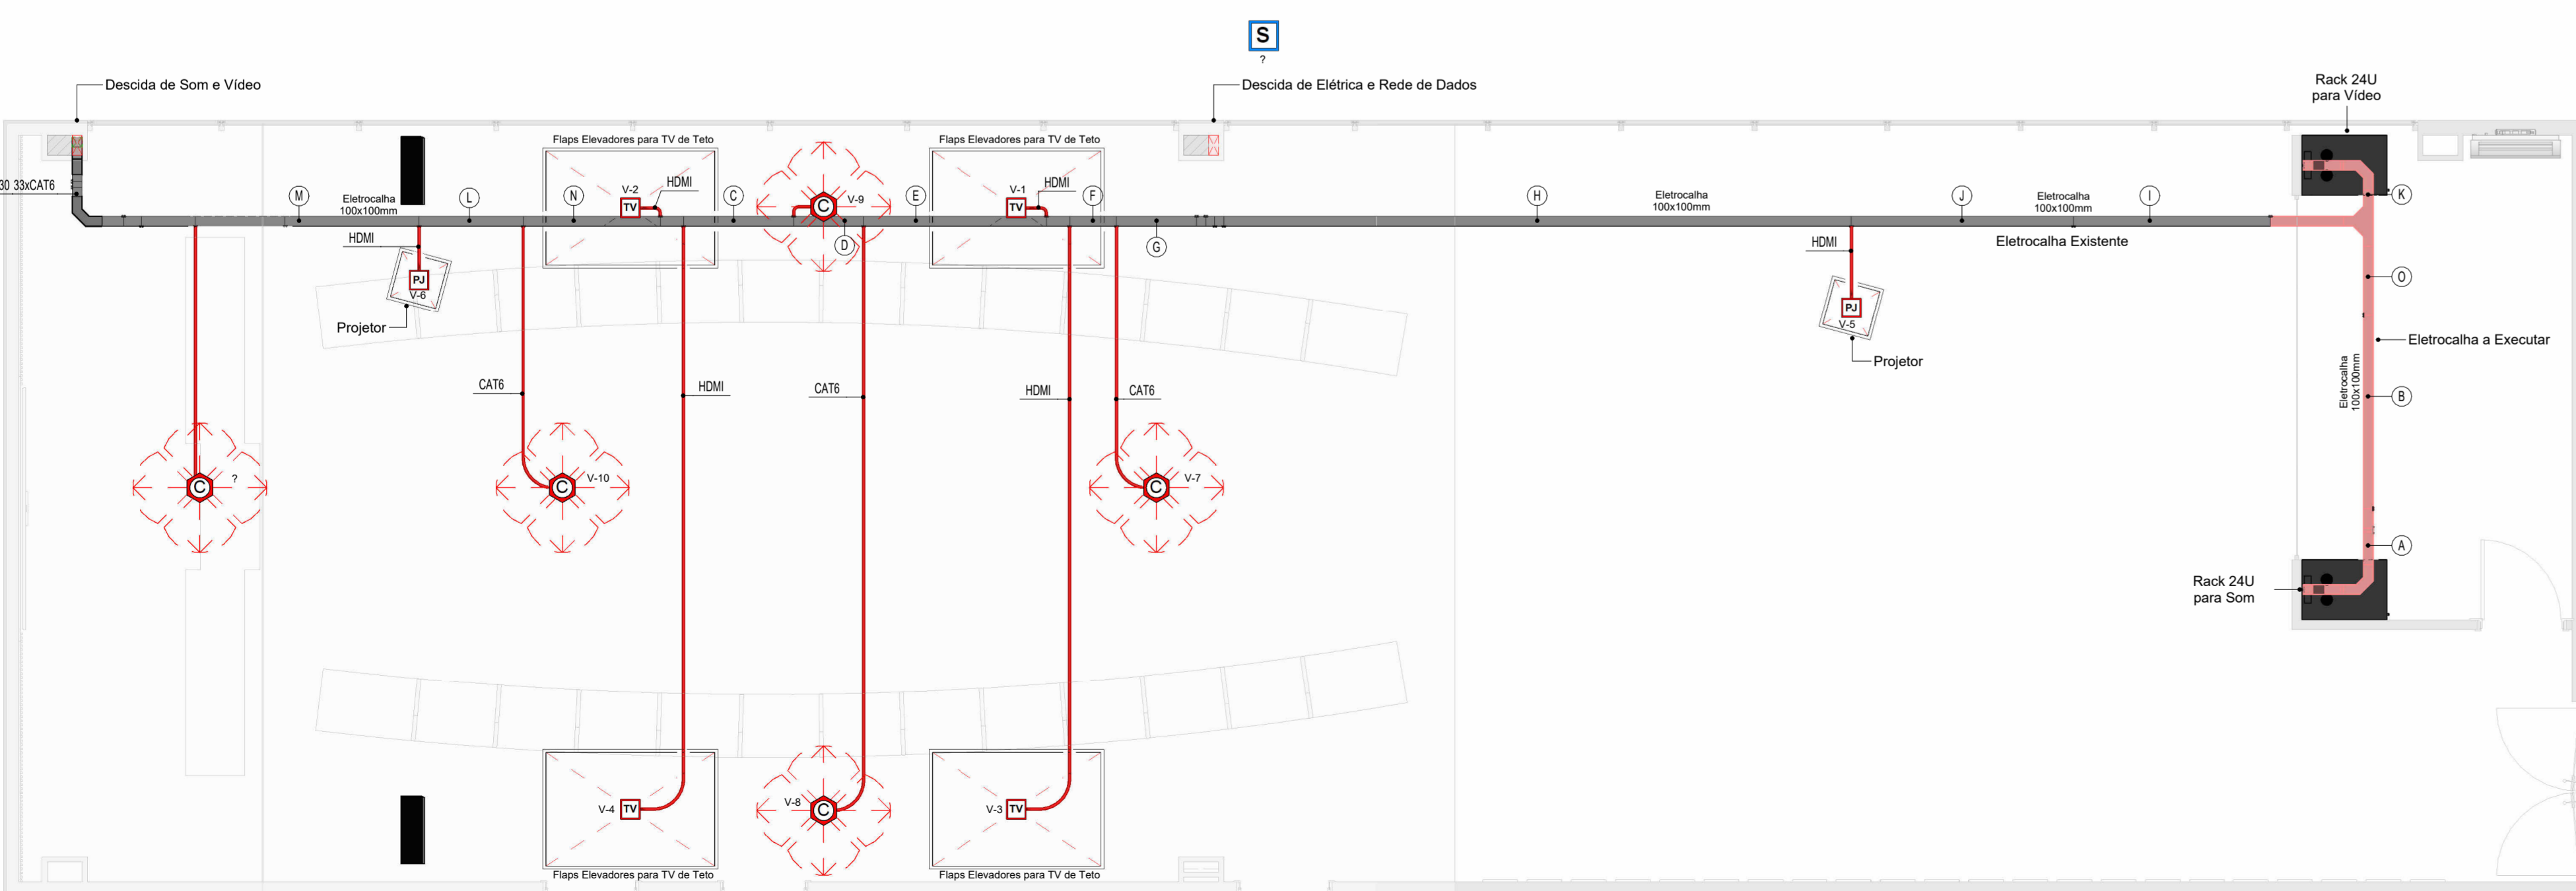 S
?
Descida de Som e Vídeo
Descida de Elétrica e Rede de Dados
Rack 24U
para Vídeo
Flaps Elevadores para TV de Teto
Flaps Elevadores para TV de Teto
30 33xCAT6
M
Eletrocalha
100x100mm
L
N
V-2
HDMI
TV
C
C
V-9
D
E
V-1
HDMI
TV
F
G
H
Eletrocalha
100x100mm
J
Eletrocalha
100x100mm
I
K
Eletrocalha Existente
HDMI
PJ
V-6
Projetor
HDMI
PJ
V-5
Projetor
O
Eletrocalha a Executar
Eletrocalha
100x100mm
B
A
CAT6
HDMI
CAT6
HDMI
CAT6
C
?
C
V-10
C
V-7
Rack 24U
para Som
V-4
TV
V-8
C
V-3
TV
Flaps Elevadores para TV de Teto
Flaps Elevadores para TV de Teto